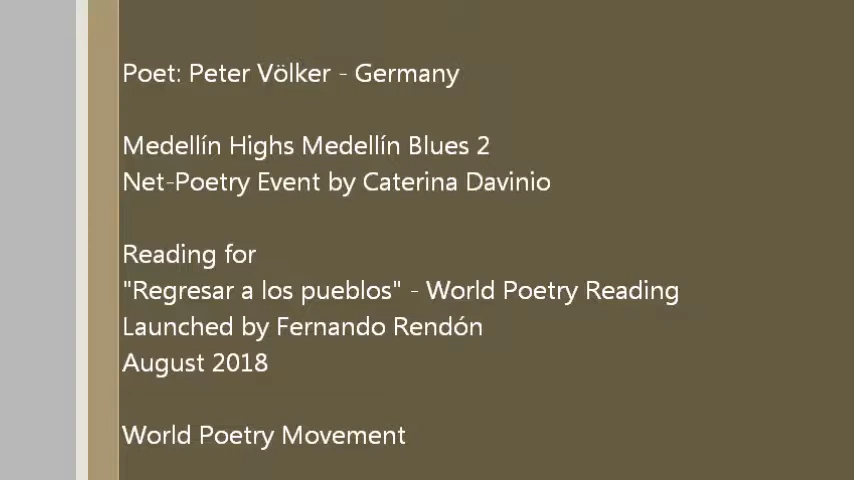 Poet: Peter Völker - Germany
Medellín Highs Medellín Blues 2
Net-Poetry Event by Caterina Davinio
Reading for
"Regresar a los pueblos" - World Poetry Reading
Launched by Fernando Rendón
August 2018
World Poetry Movement